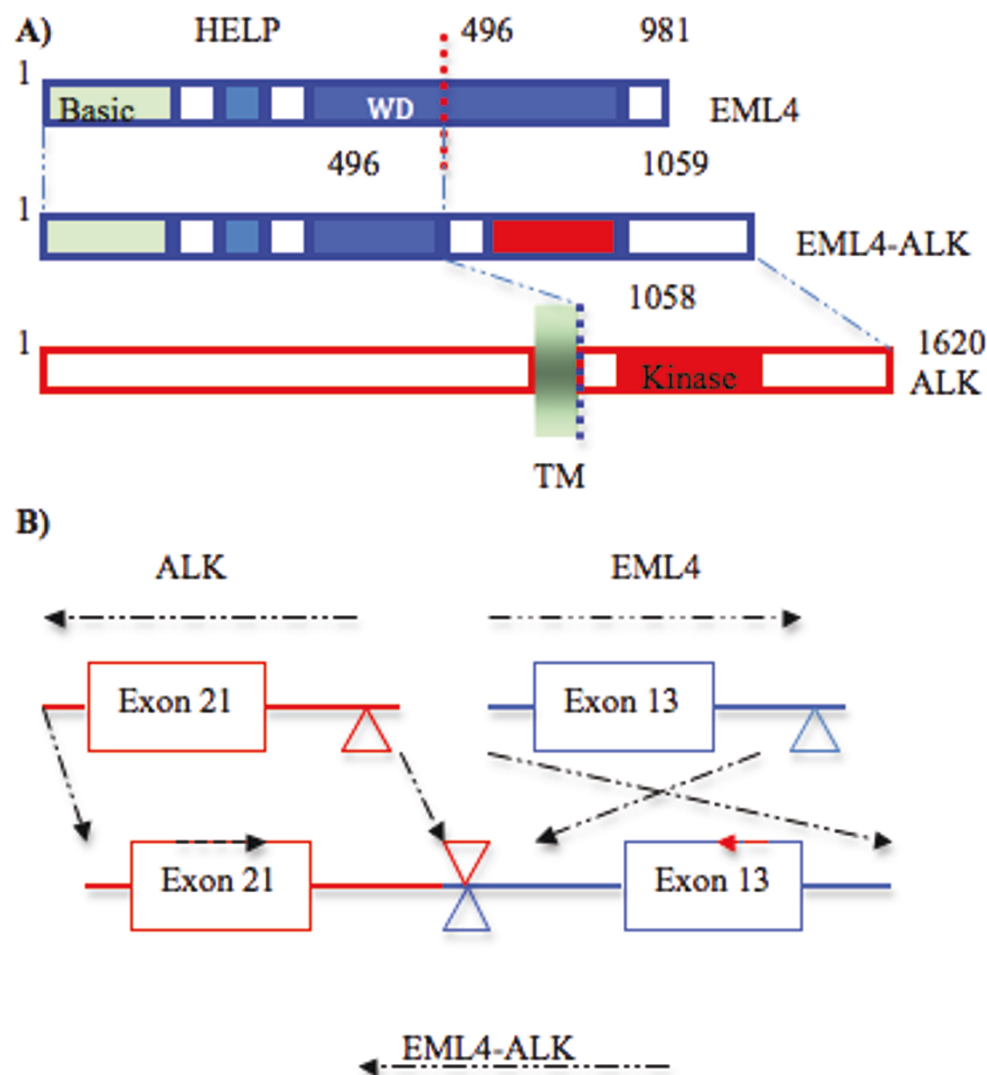 A) HELP 496 981
1
Basic WD EML4
496 1059
1
EML4-ALK
1058
1 1620
Kinase ALK
TM
B)
ALK EML4
Exon 21 Exon 13
Exon 21 Exon 13
EML4-ALK